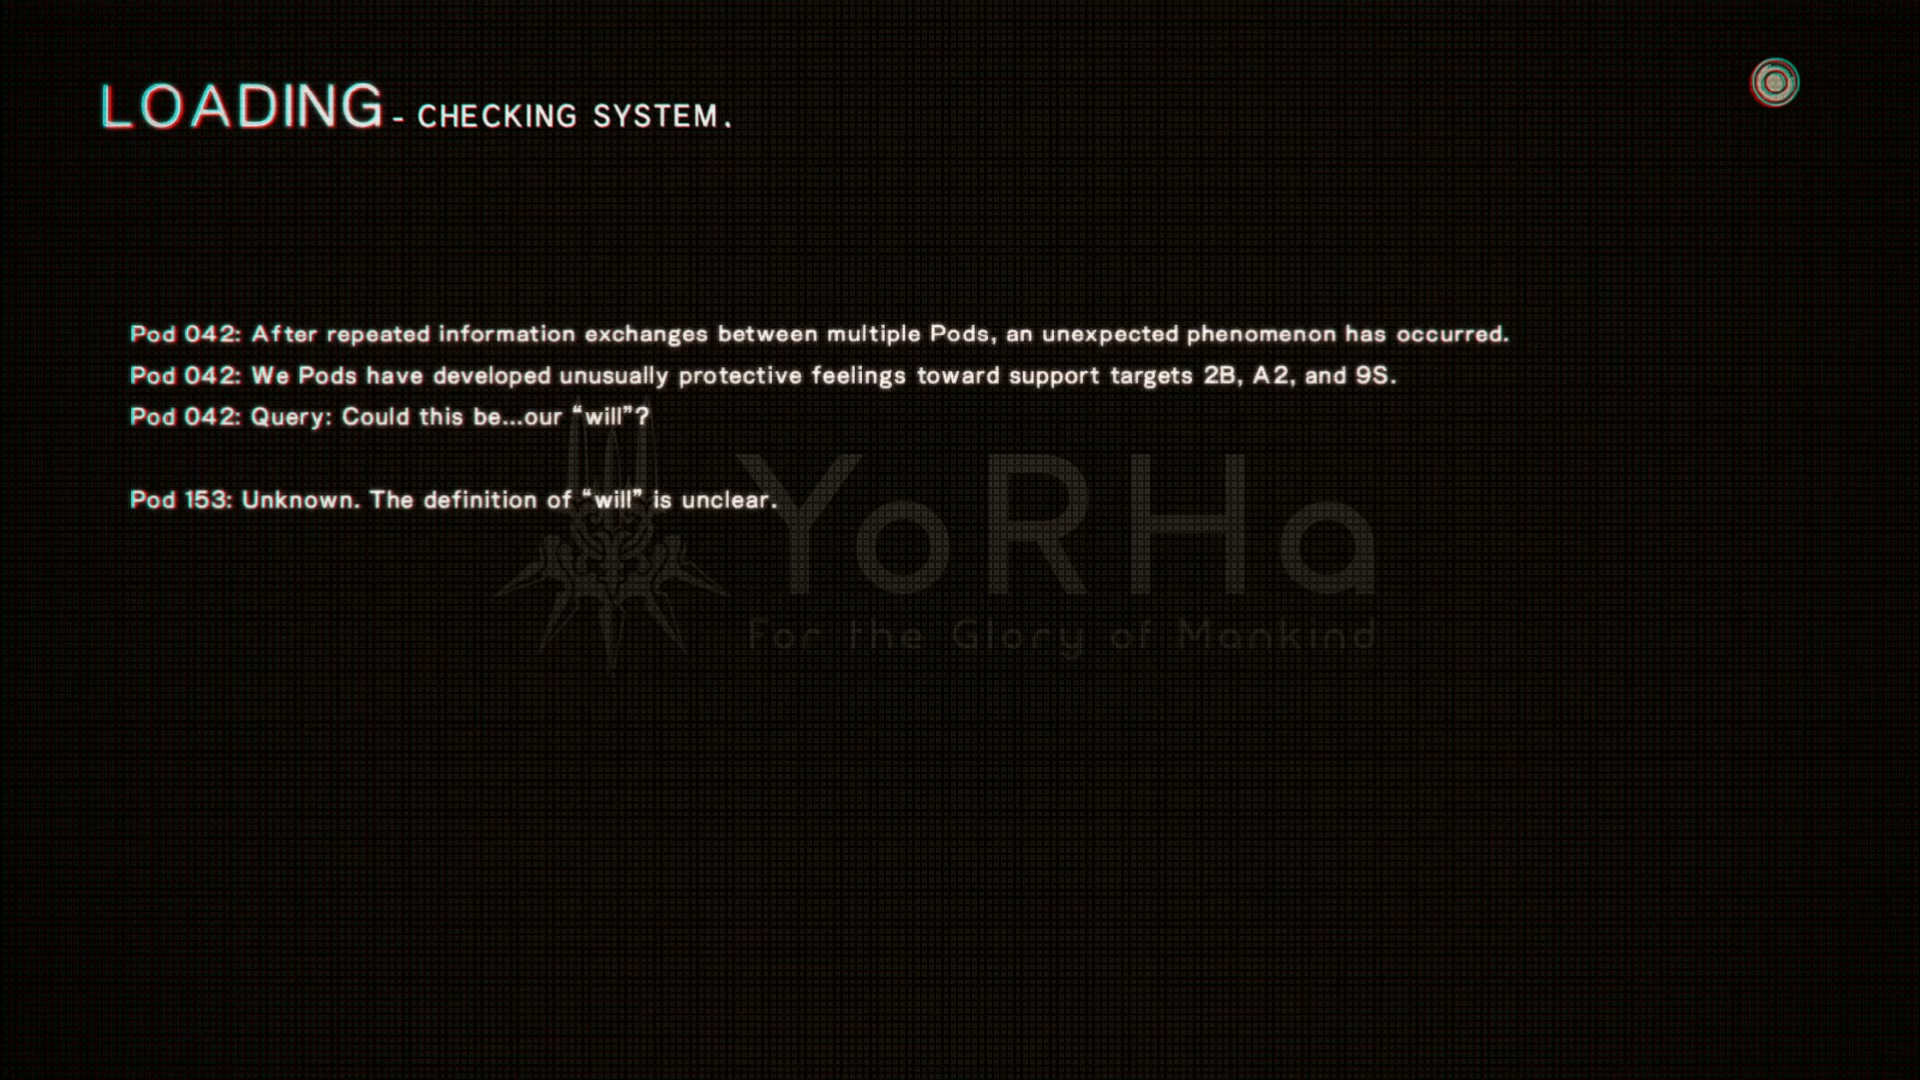 LOADING - CHECKING SYSTEM.
Pod 042: After repeated information exchanges between multiple Pods, an unexpected phenomenon has occurred.
Pod 042: We Pods have developed unusually protective feelings toward support targets 2B, A2, and 9S.
Pod 042: Query: Could this be...our “will”?
Pod 153: Unknown. The definition of “will” is unclear.
YoRHa
For the Glory of Mankind